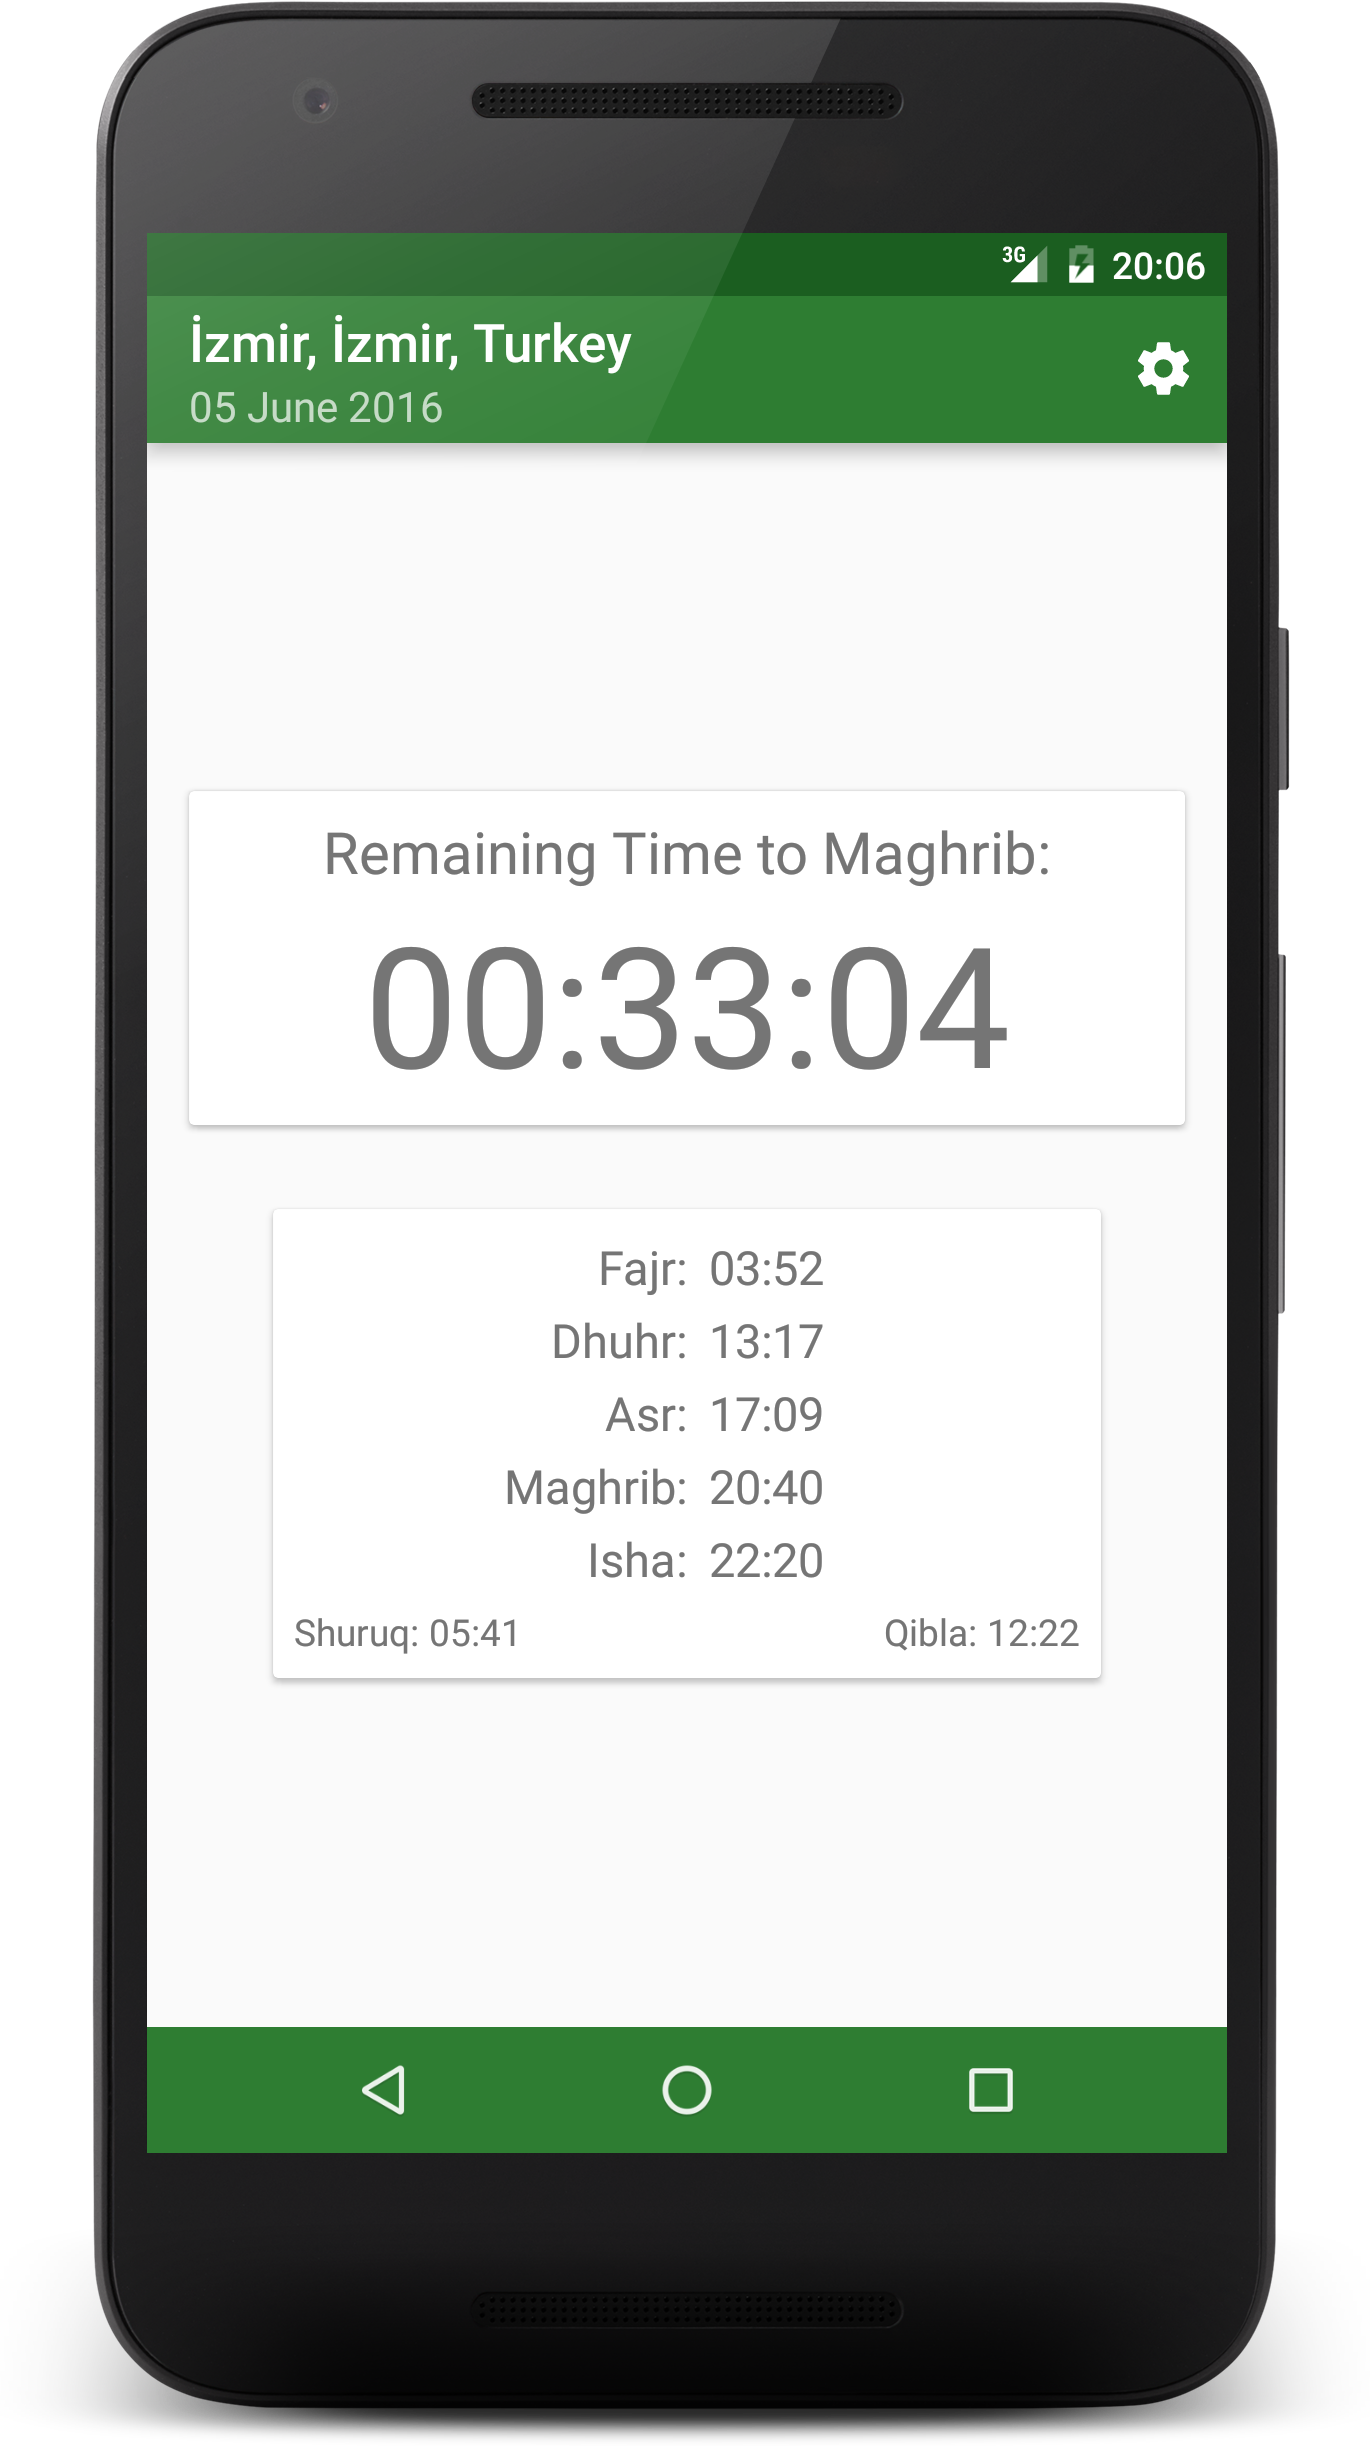 3G 20:06
İzmir, İzmir, Turkey
05 June 2016
Remaining Time to Maghrib:
00:33:04
Fajr: 03:52
Dhuhr: 13:17
Asr: 17:09
Maghrib: 20:40
Isha: 22:20
Shuruq: 05:41 Qibla: 12:22